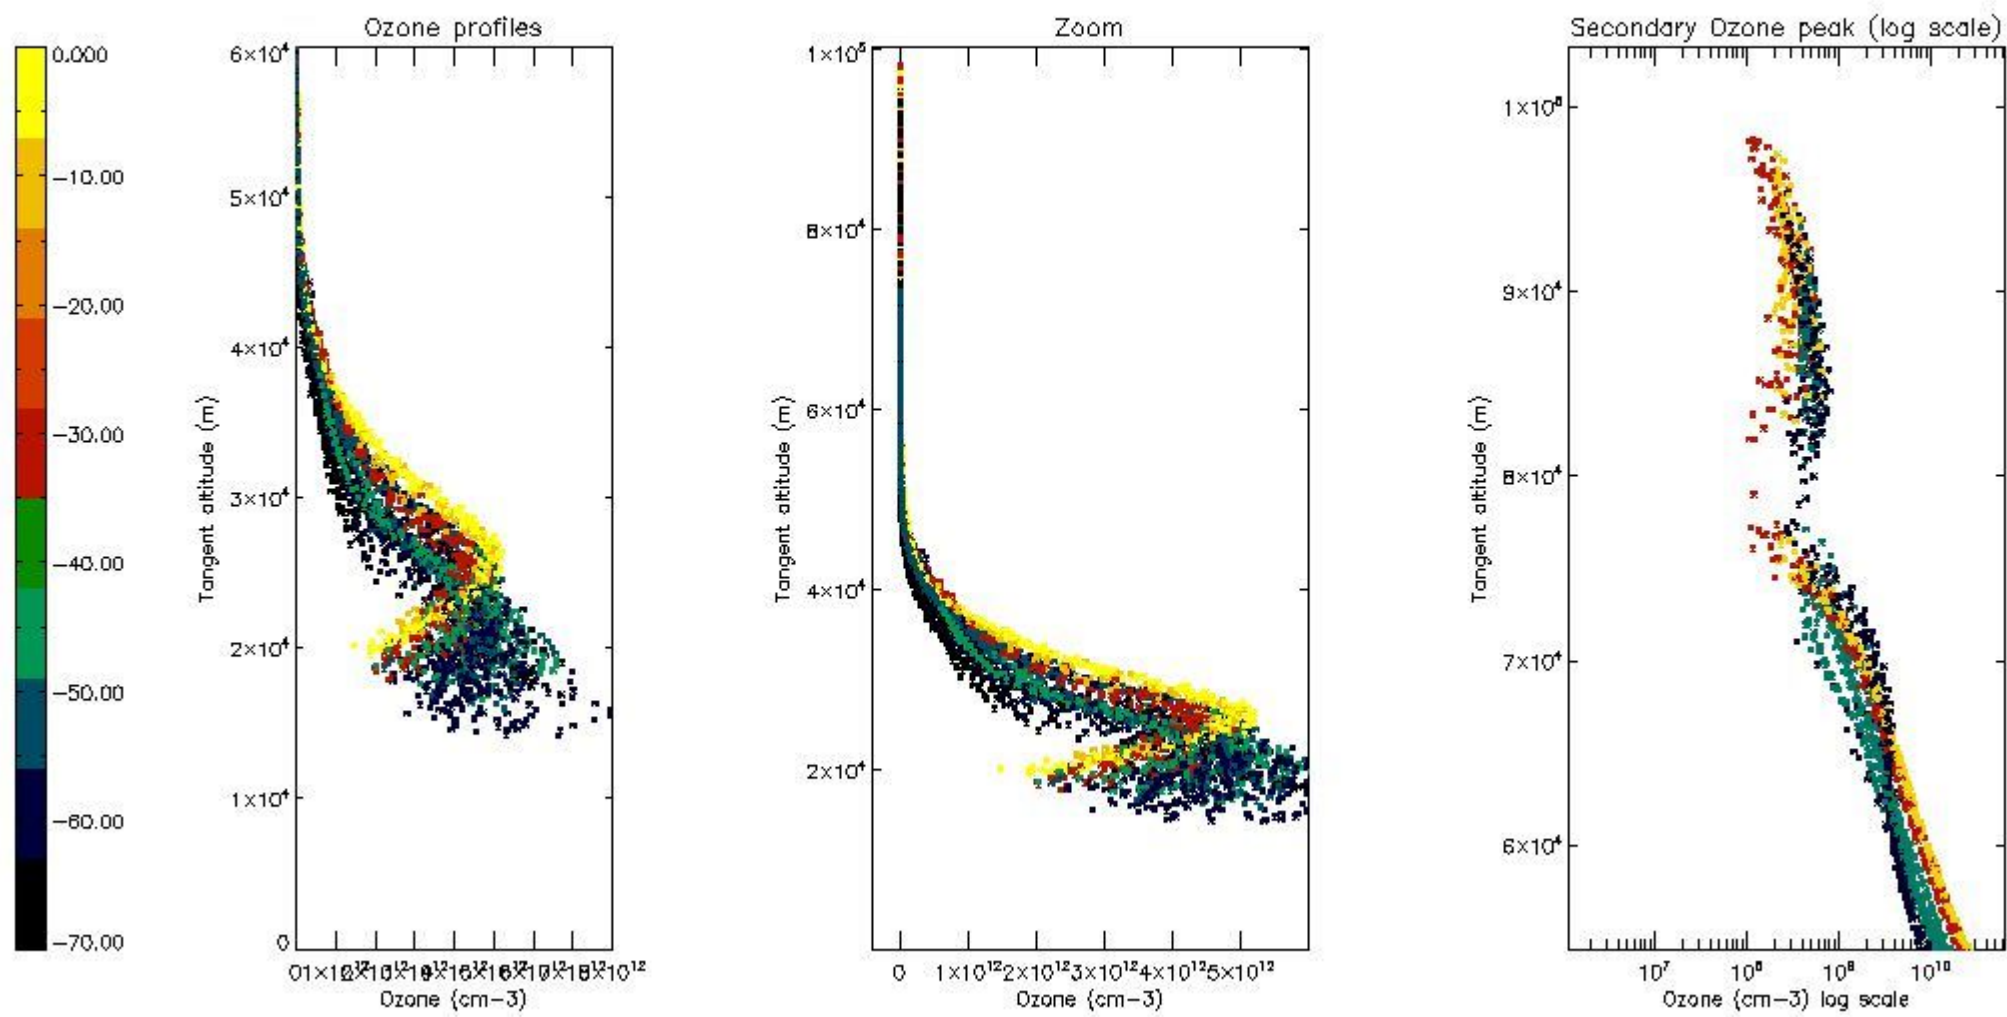 Ozone profiles
Zoom
Secondary Ozone peak (log scale)
0.000
-10.00
-20.00
-30.00
-40.00
-50.00
-60.00
-70.00
6×10⁴
5×10⁴
4×10⁴
3×10⁴
2×10⁴
1×10⁴
0
Tangent altitude (m)
Ozone (cm-3)
1×10⁵
8×10⁴
6×10⁴
4×10⁴
2×10⁴
Tangent altitude (m)
0 1×10¹² 2×10¹² 3×10¹² 4×10¹² 5×10¹²
Ozone (cm-3)
9×10⁴
8×10⁴
7×10⁴
6×10⁴
Tangent altitude (m)
10⁷ 10⁸ 10⁹ 10¹⁰
Ozone (cm-3) log scale